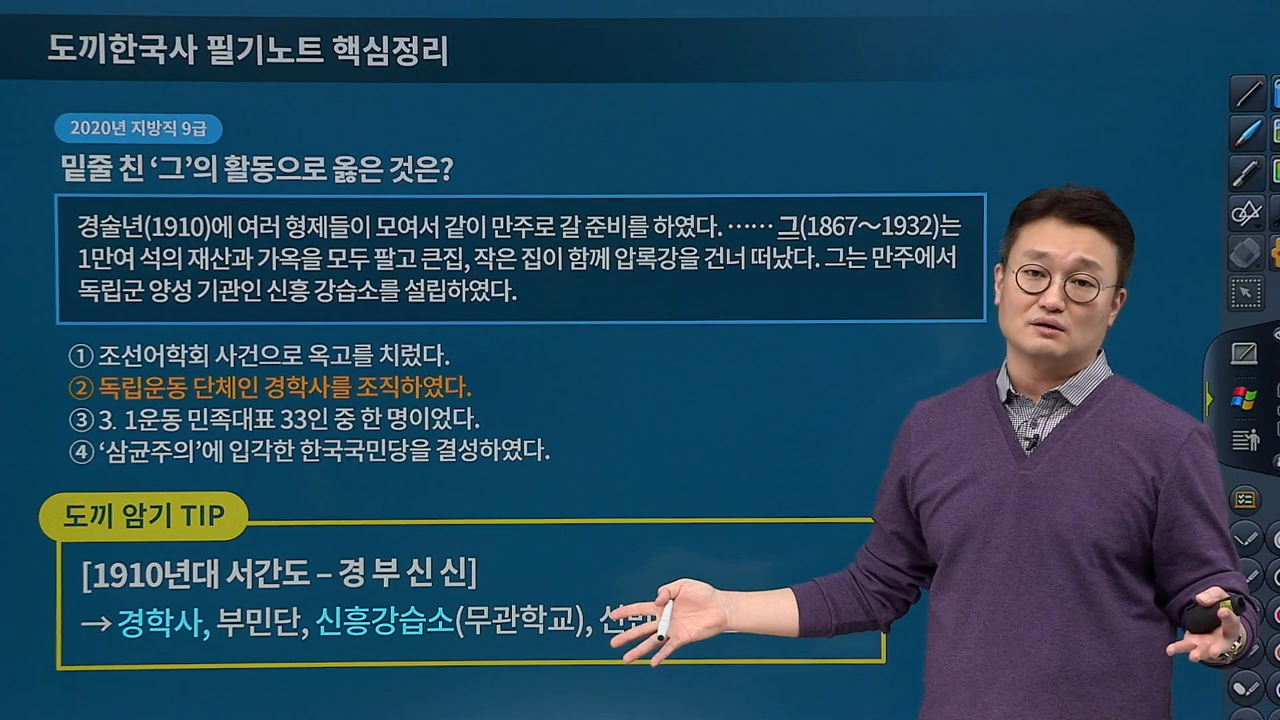 도끼한국사 필기노트 핵심정리
2020년 지방직 9급
밑줄 친 ‘그’의 활동으로 옳은 것은?
경술년(1910)에 여러 형제들이 모여서 같이 만주로 갈 준비를 하였다. …… 그(1867～1932)는
1만여 석의 재산과 가옥을 모두 팔고 큰집, 작은 집이 함께 압록강을 건너 떠났다. 그는 만주에서
독립군 양성 기관인 신흥 강습소를 설립하였다.
① 조선어학회 사건으로 옥고를 치렀다.
② 독립운동 단체인 경학사를 조직하였다.
③ 3. 1운동 민족대표 33인 중 한 명이었다.
④ ‘삼균주의’에 입각한 한국국민당을 결성하였다.
도끼 암기 TIP
[1910년대 서간도 – 경 부 신 신]
→ 경학사, 부민단, 신흥강습소(무관학교),